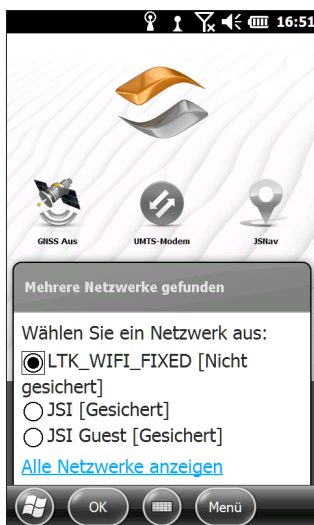 16:51
GNSS Aus
UMTS-Modem
JSNav
Mehrere Netzwerke gefunden
Wählen Sie ein Netzwerk aus:
LTK_WIFI_FIXED [Nicht
gesichert]
JSI [Gesichert]
JSI Guest [Gesichert]
Alle Netzwerke anzeigen
OK
Menü